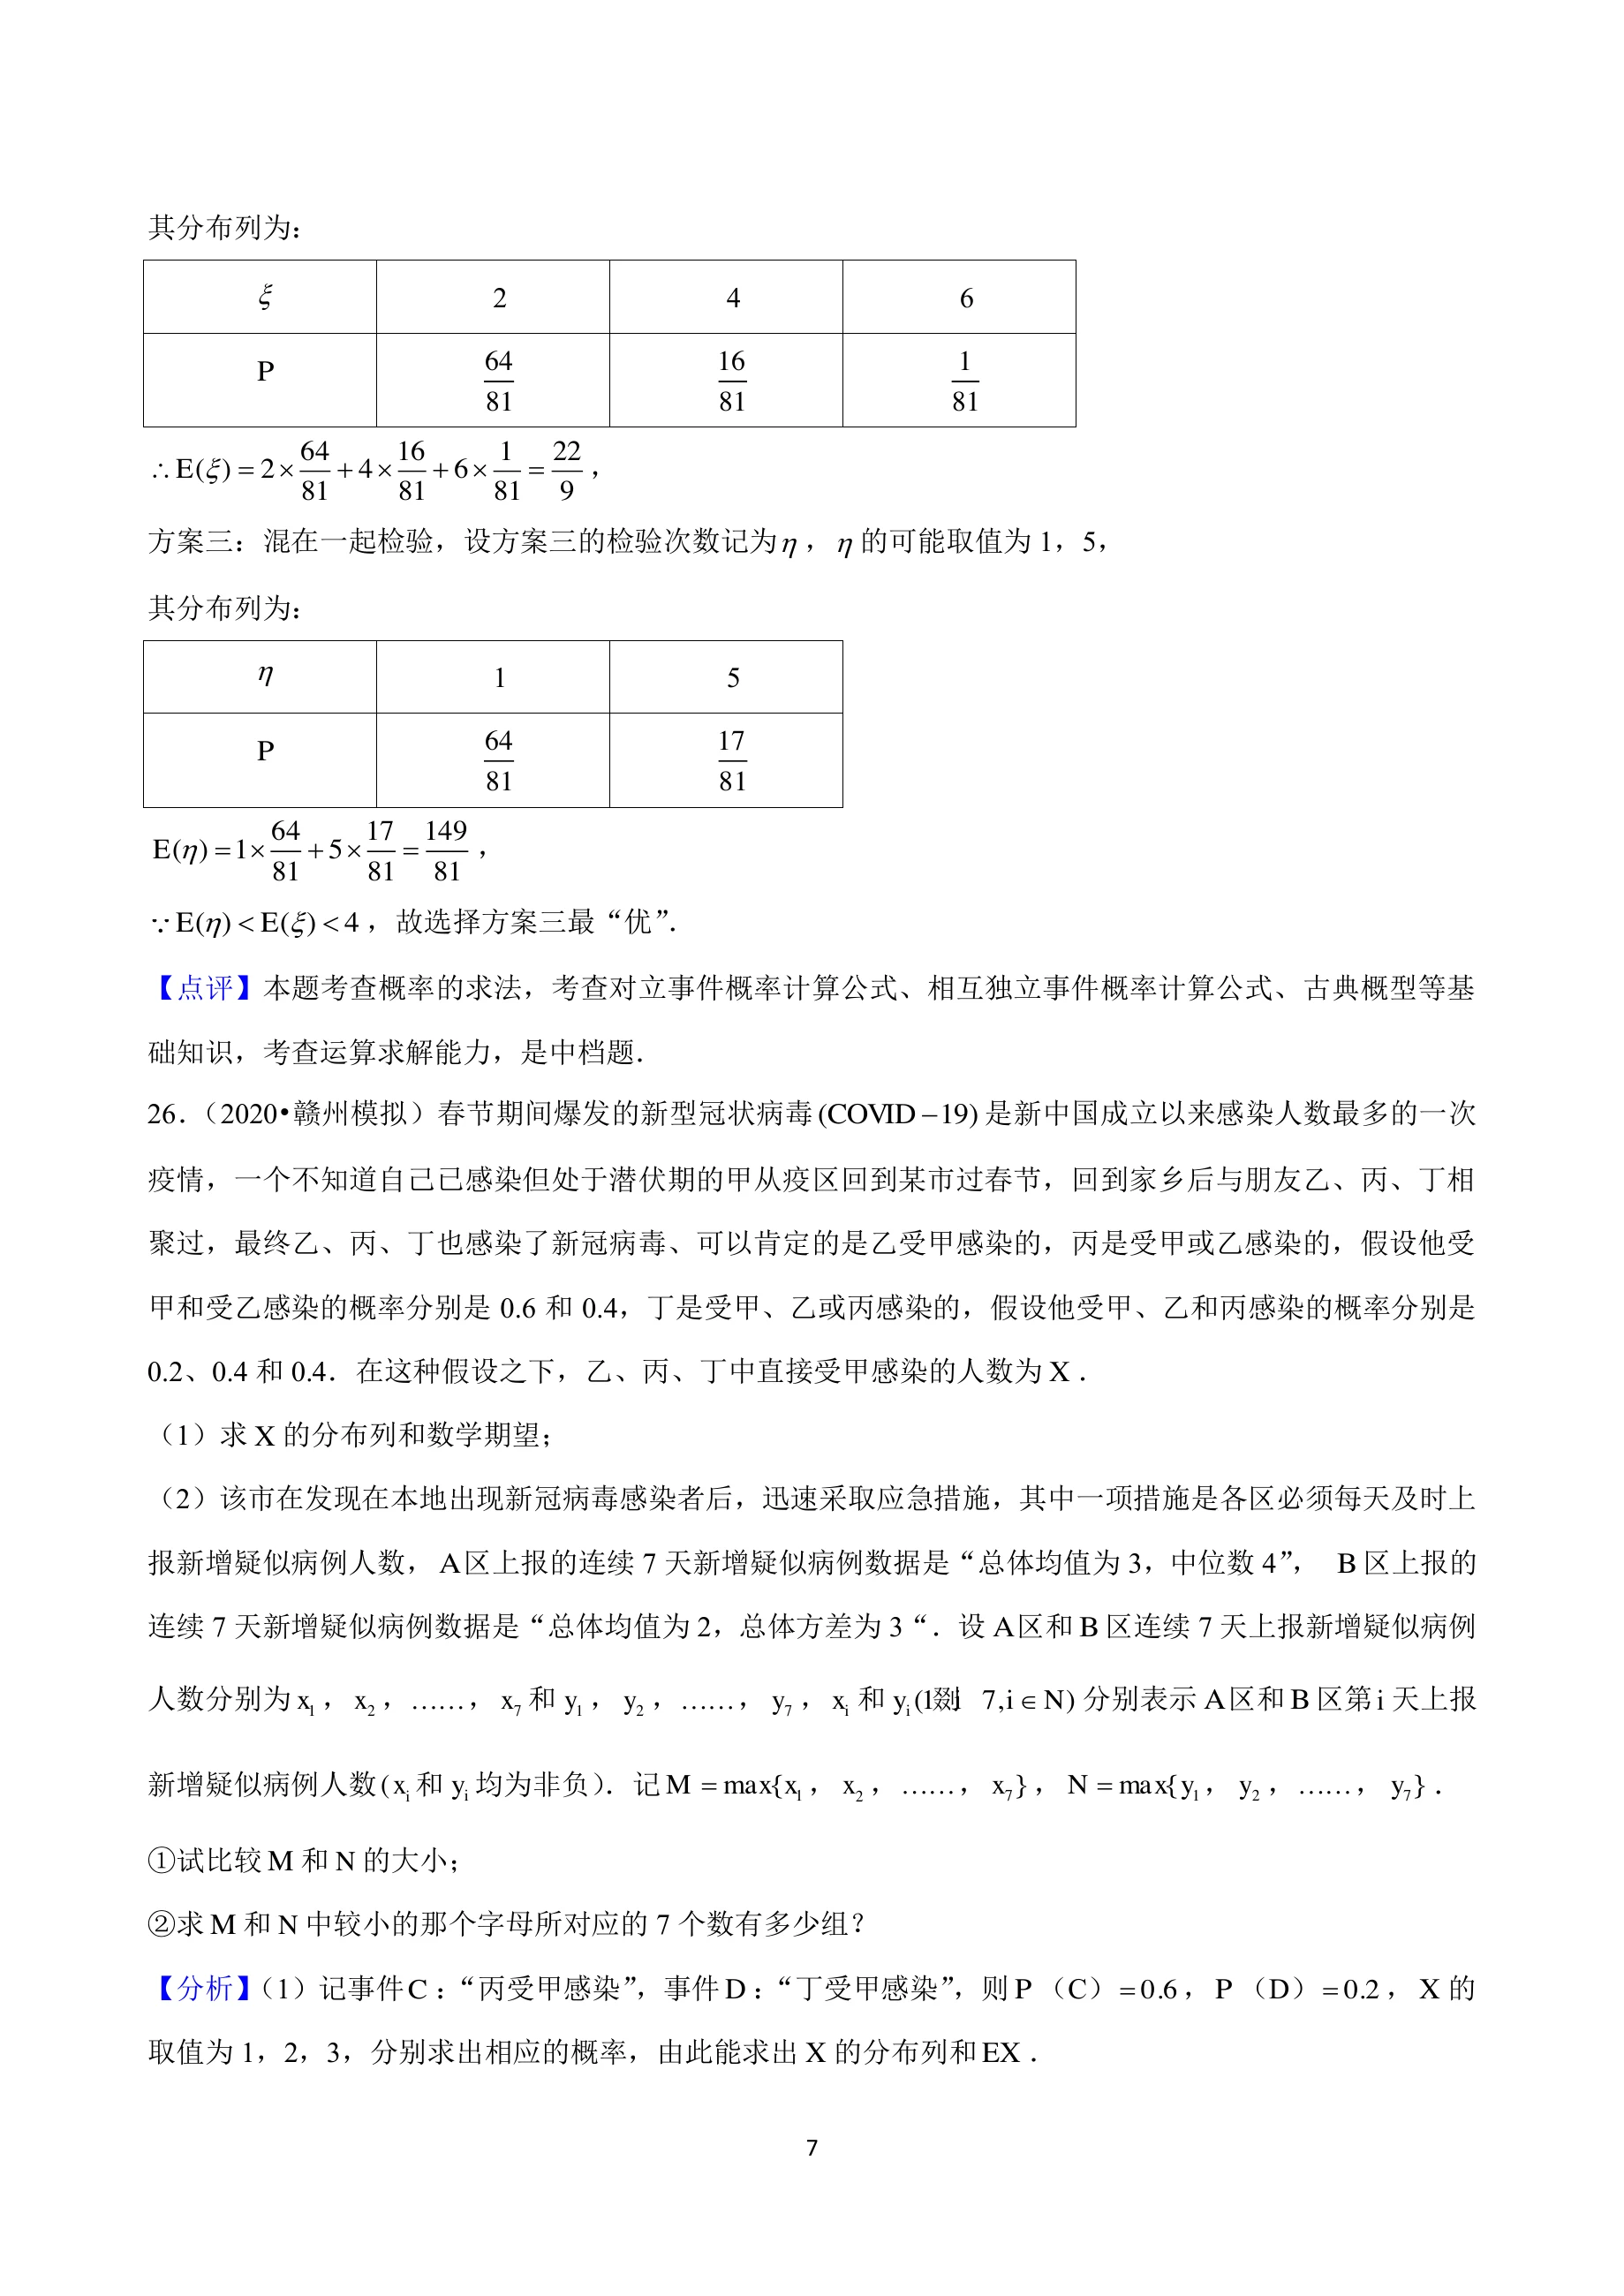 其分布列为：
ξ 2 4 6
P 64/81 16/81 1/81
∴E(ξ)=2×64/81+4×16/81+6×1/81=22/9，
方案三：混在一起检验，设方案三的检验次数记为η，η的可能取值为 1，5，
其分布列为：
η 1 5
P 64/81 17/81
E(η)=1×64/81+5×17/81=149/81，
∵E(η)<E(ξ)<4，故选择方案三最“优”．
【点评】本题考查概率的求法，考查对立事件概率计算公式、相互独立事件概率计算公式、古典概型等基
础知识，考查运算求解能力，是中档题．
26．（2020•赣州模拟）春节期间爆发的新型冠状病毒(COVID−19)是新中国成立以来感染人数最多的一次
疫情，一个不知道自己已感染但处于潜伏期的甲从疫区回到某市过春节，回到家乡后与朋友乙、丙、丁相
聚过，最终乙、丙、丁也感染了新冠病毒、可以肯定的是乙受甲感染的，丙是受甲或乙感染的，假设他受
甲和受乙感染的概率分别是 0.6 和 0.4，丁是受甲、乙或丙感染的，假设他受甲、乙和丙感染的概率分别是
0.2、0.4 和 0.4．在这种假设之下，乙、丙、丁中直接受甲感染的人数为 X．
（1）求 X 的分布列和数学期望；
（2）该市在发现在本地出现新冠病毒感染者后，迅速采取应急措施，其中一项措施是各区必须每天及时上
报新增疑似病例人数，A区上报的连续 7 天新增疑似病例数据是“总体均值为 3，中位数 4”， B 区上报的
连续 7 天新增疑似病例数据是“总体均值为 2，总体方差为 3“．设 A区和 B 区连续 7 天上报新增疑似病例
人数分别为 x₁，x₂，……，x₇ 和 y₁，y₂，……，y₇，xᵢ 和 yᵢ(1剟i 7,i∈N) 分别表示 A区和 B 区第 i 天上报
新增疑似病例人数(xᵢ 和 yᵢ 均为非负)．记 M=max{x₁，x₂，……，x₇}，N=max{y₁，y₂，……，y₇}．
①试比较 M 和 N 的大小；
②求 M 和 N 中较小的那个字母所对应的 7 个数有多少组？
【分析】（1）记事件C：“丙受甲感染”，事件 D：“丁受甲感染”，则 P（C）=0.6，P（D）=0.2，X 的
取值为 1，2，3，分别求出相应的概率，由此能求出 X 的分布列和 EX．
7